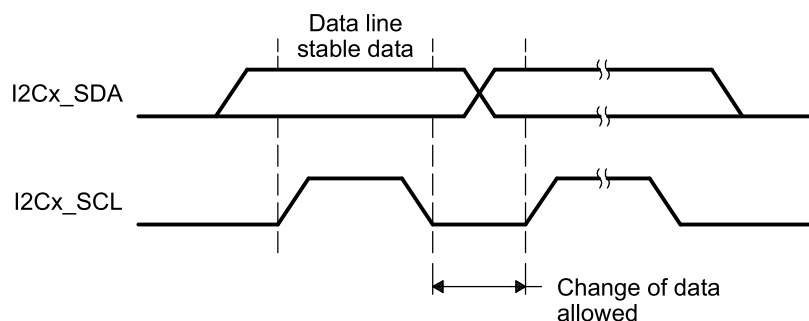 Data line
stable data
I2Cx_SDA
I2Cx_SCL
Change of data
allowed